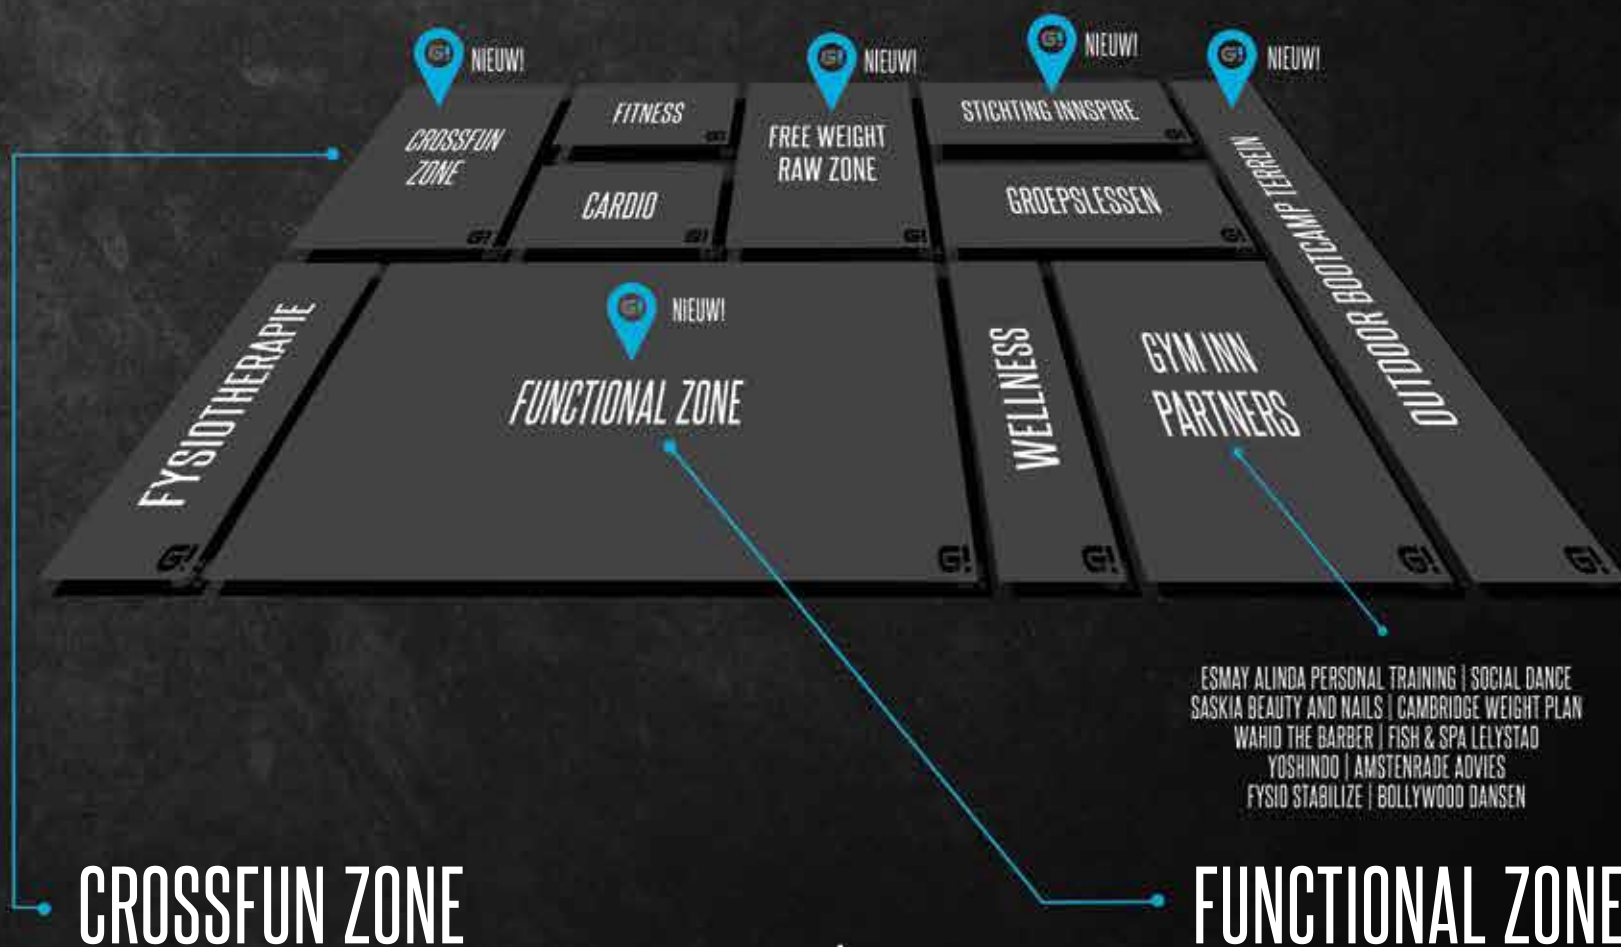 G! NIEUW!
G! NIEUW!
G! NIEUW!
G! NIEUW!
CROSSFUN
ZONE
G!
FITNESS
G!
CARDIO
G!
FREE WEIGHT
RAW ZONE
G!
STICHTING INNSPIRE
G!
GROEPSLESSEN
G!
OUTDOOR BOOTCAMP TERREIN
G!
FYSIOTHERAPIE
G!
G! NIEUW!
FUNCTIONAL ZONE
G!
WELLNESS
G!
GYM INN
PARTNERS
G!
ESMAY ALINDA PERSONAL TRAINING | SOCIAL DANCE
SASKIA BEAUTY AND NAILS | CAMBRIDGE WEIGHT PLAN
WAHID THE BARBER | FISH & SPA LELYSTAD
YOSHINDO | AMSTENRADE ADVIES
FYSIO STABILIZE | BOLLYWOOD DANSEN
CROSSFUN ZONE
FUNCTIONAL ZONE